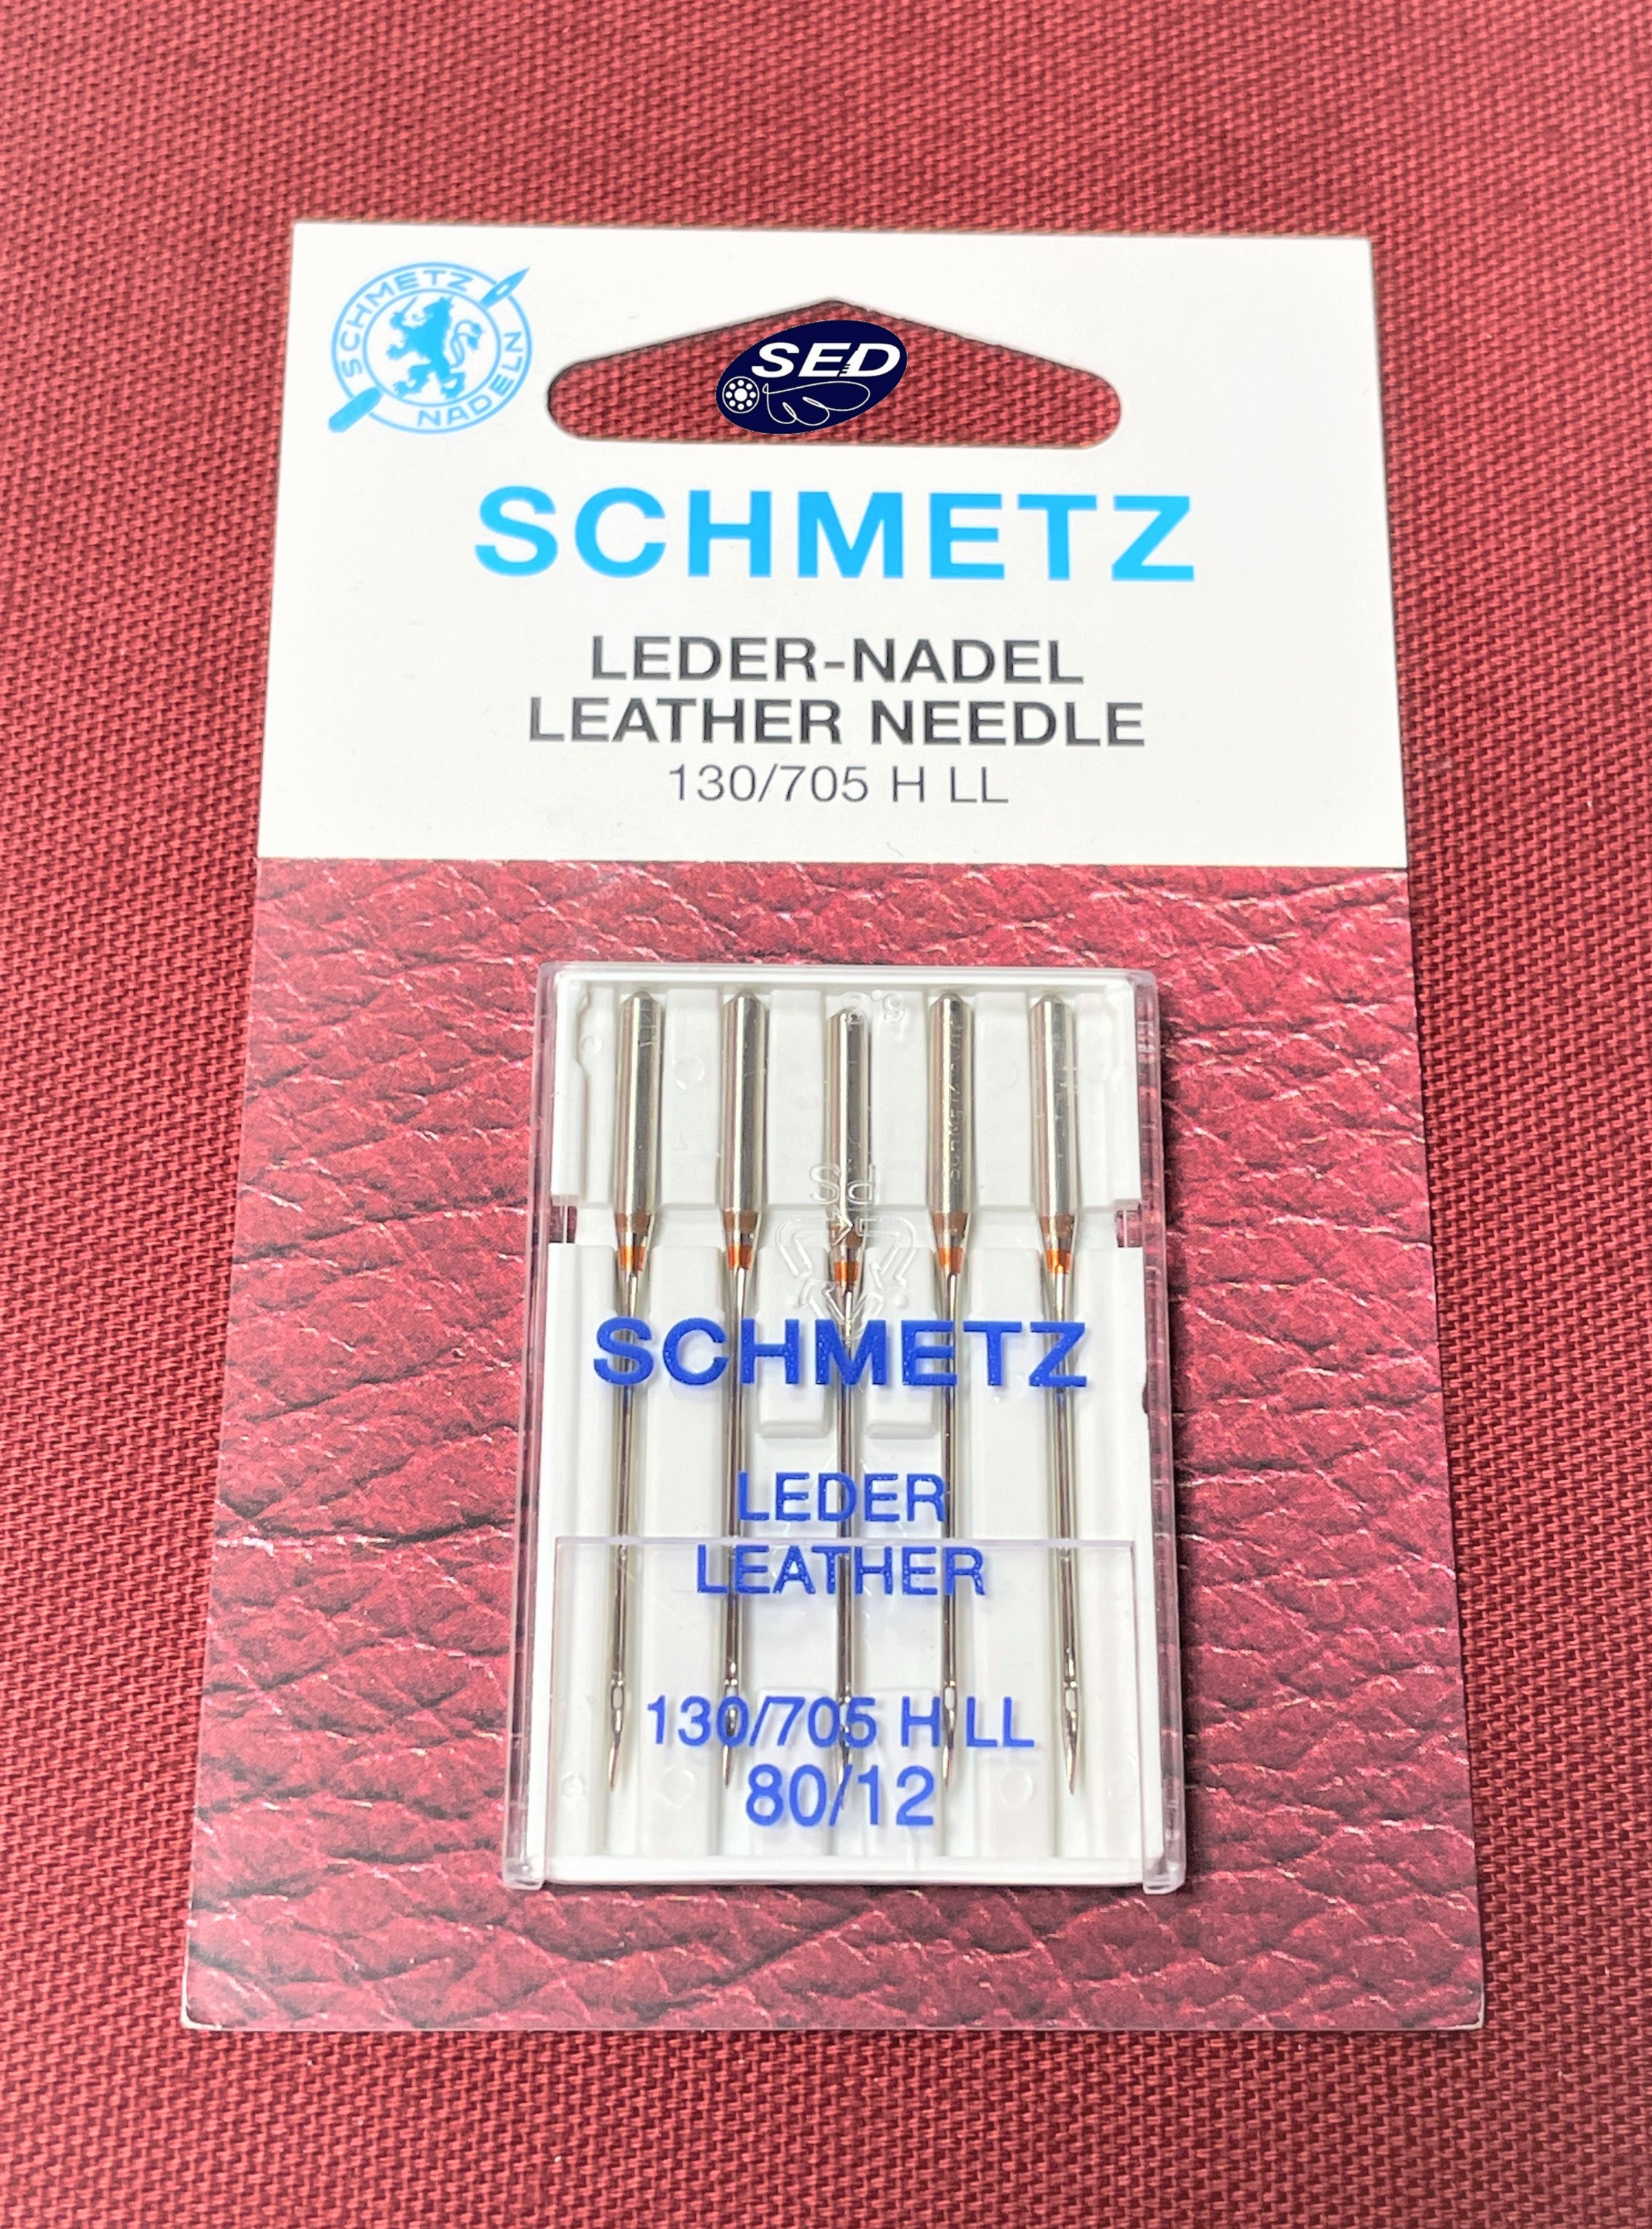 SCHMETZ
NADELN
SED
SCHMETZ
LEDER-NADEL
LEATHER NEEDLE
130/705 H LL
PS
SCHMETZ
LEDER
LEATHER
130/705 H LL
80/12